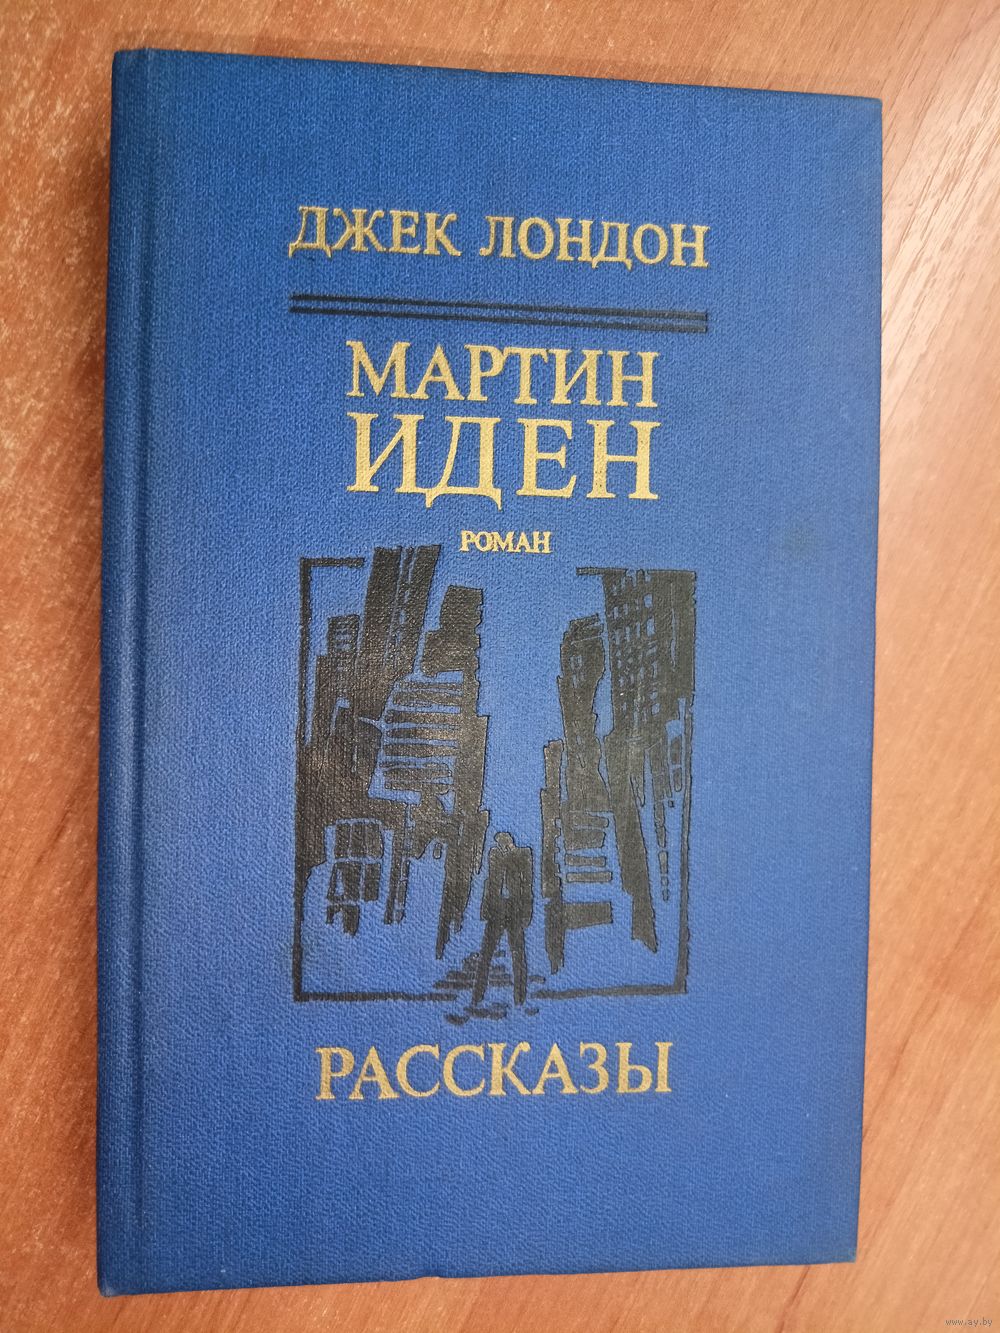 ДЖЕК ЛОНДОН
МАРТИН
ИДЕН
РОМАН
РАССКАЗЫ
www.ay.by